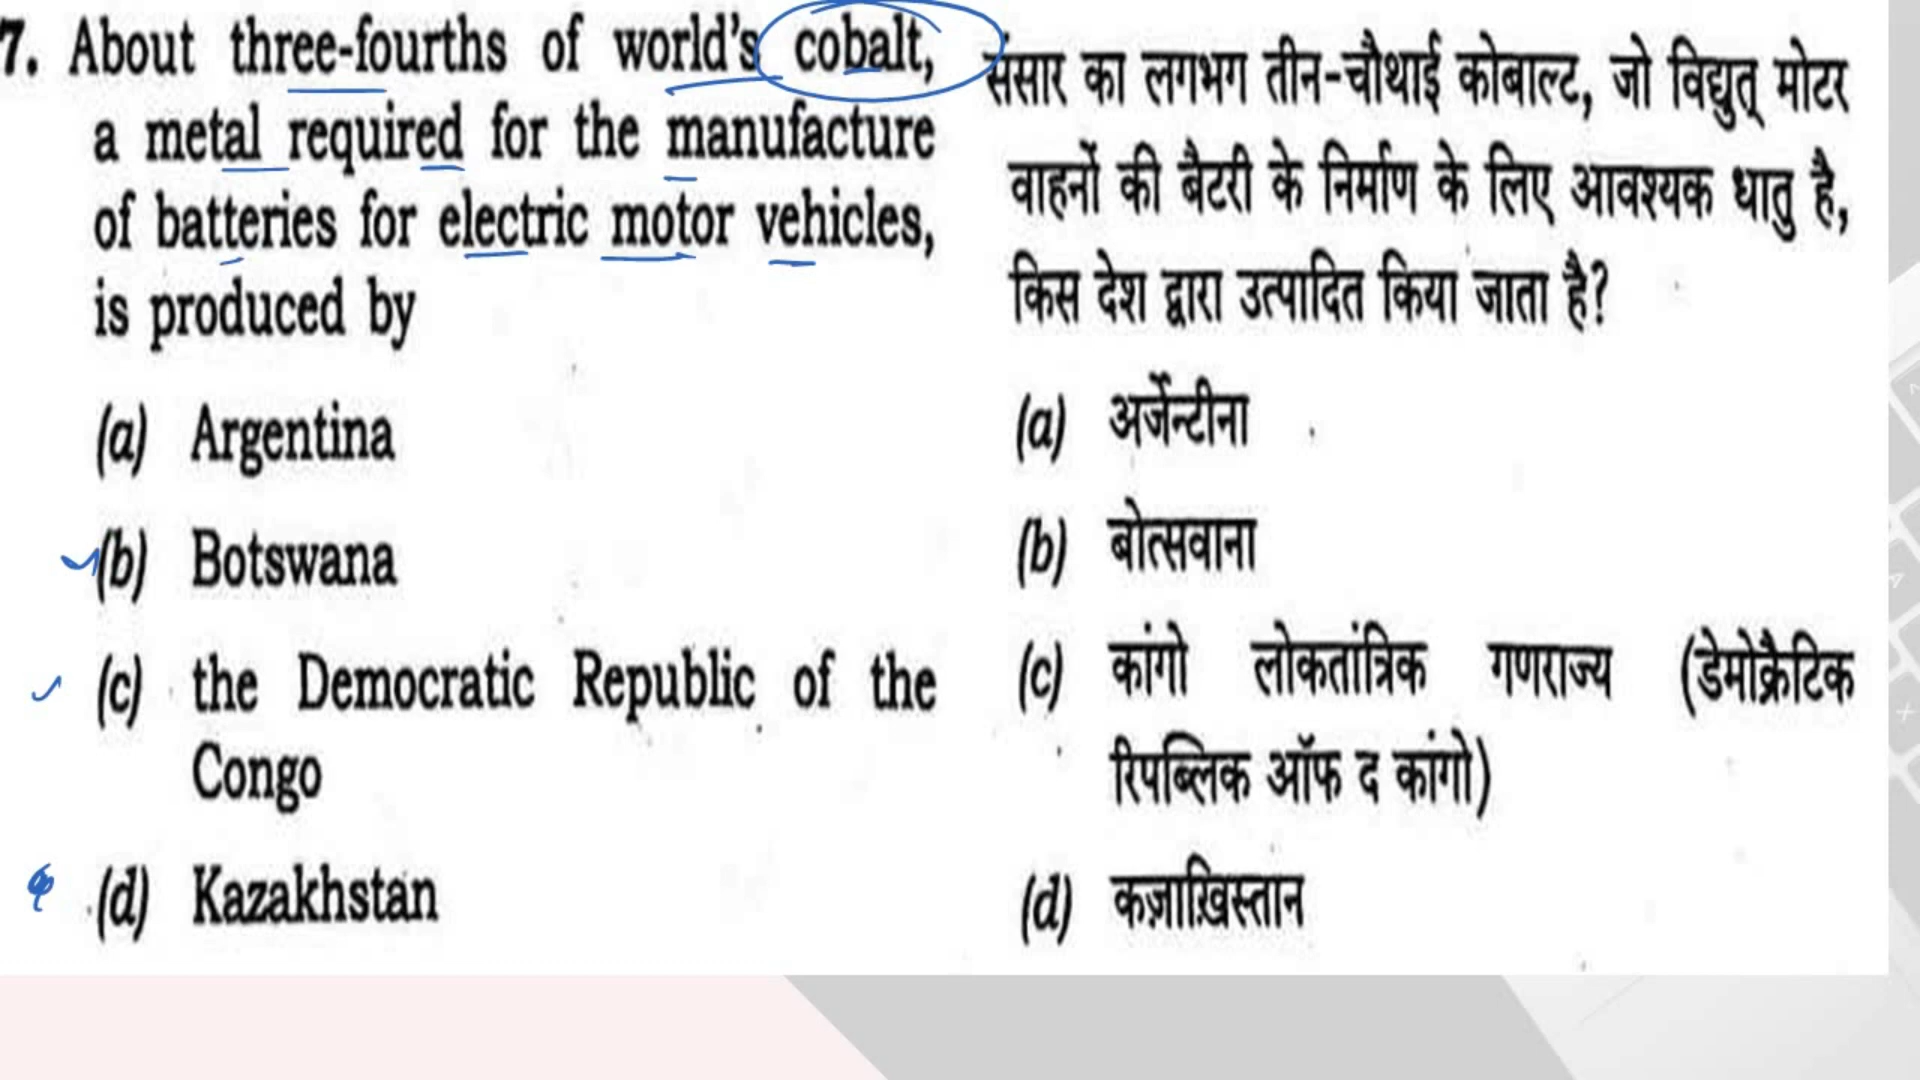 7. About three-fourths of world's cobalt,
a metal required for the manufacture
of batteries for electric motor vehicles,
is produced by
(a) Argentina
(b) Botswana
(c) the Democratic Republic of the
Congo
(d) Kazakhstan
संसार का लगभग तीन-चौथाई कोबाल्ट, जो विद्युत् मोटर
वाहनों की बैटरी के निर्माण के लिए आवश्यक धातु है,
किस देश द्वारा उत्पादित किया जाता है?
(a) अर्जेन्टीना
(b) बोत्सवाना
(c) कांगो लोकतांत्रिक गणराज्य (डेमोक्रैटिक
रिपब्लिक ऑफ द कांगो)
(d) कज़ाख़िस्तान